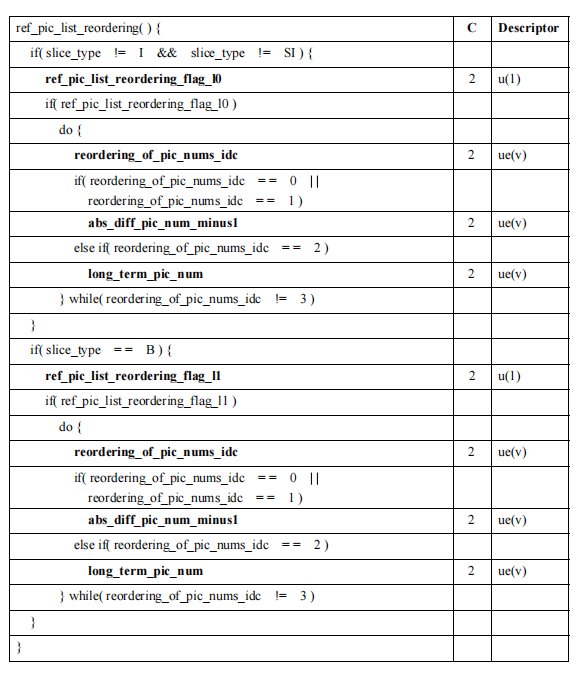 ref_pic_list_reordering( ) { C Descriptor
if( slice_type != I && slice_type != SI ) {
ref_pic_list_reordering_flag_l0 2 u(1)
if( ref_pic_list_reordering_flag_l0 )
do {
reordering_of_pic_nums_idc 2 ue(v)
if( reordering_of_pic_nums_idc = = 0 | |
reordering_of_pic_nums_idc = = 1 )
abs_diff_pic_num_minus1 2 ue(v)
else if( reordering_of_pic_nums_idc = = 2 )
long_term_pic_num 2 ue(v)
} while( reordering_of_pic_nums_idc != 3 )
}
if( slice_type = = B ) {
ref_pic_list_reordering_flag_l1 2 u(1)
if( ref_pic_list_reordering_flag_l1 )
do {
reordering_of_pic_nums_idc 2 ue(v)
if( reordering_of_pic_nums_idc = = 0 | |
reordering_of_pic_nums_idc = = 1 )
abs_diff_pic_num_minus1 2 ue(v)
else if( reordering_of_pic_nums_idc = = 2 )
long_term_pic_num 2 ue(v)
} while( reordering_of_pic_nums_idc != 3 )
}
}